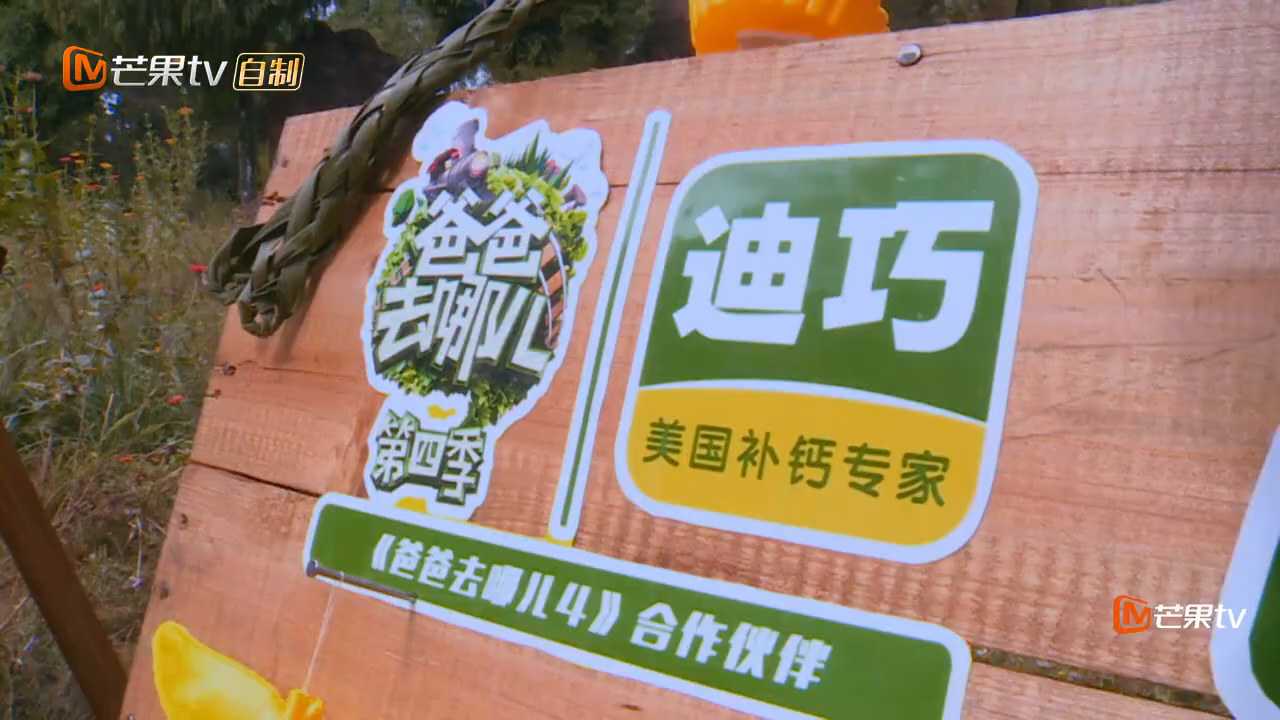 芒果tv 自制
爸爸
去哪儿
第四季
迪巧
美国补钙专家
《爸爸去哪儿4》合作伙伴
芒果tv